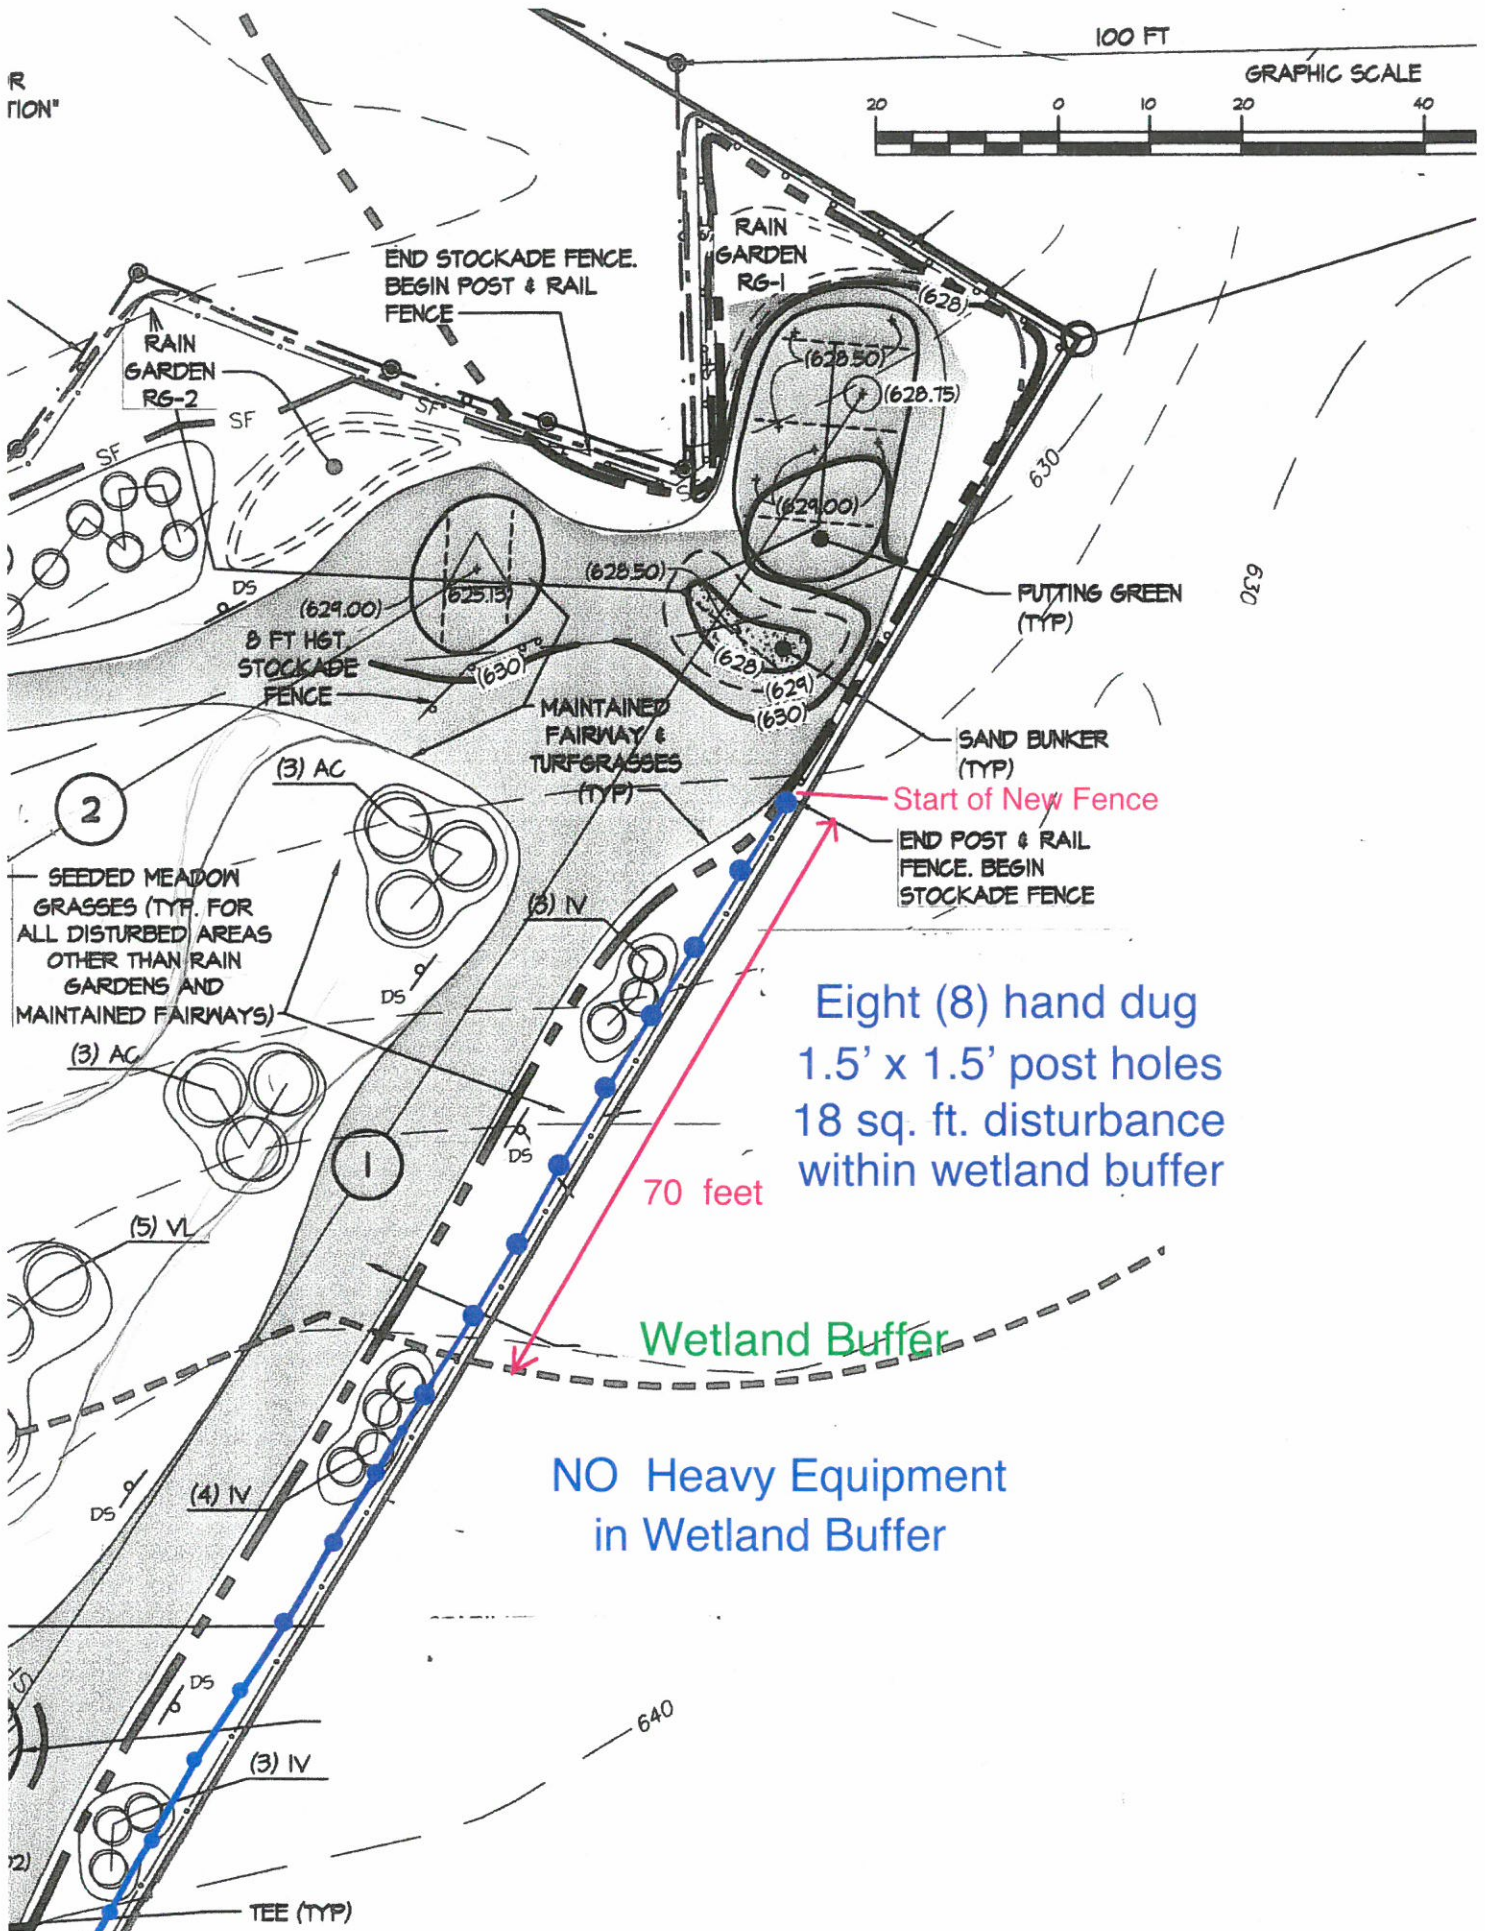 100 FT
GRAPHIC SCALE
20 0 10 20 40
R
TION"
END STOCKADE FENCE.
BEGIN POST & RAIL
FENCE
RAIN
GARDEN
RG-1
(628)
RAIN
GARDEN
RG-2
SF
SF
SF
(628.50)
(628.75)
630
(629.00)
DS
(629.00)
625.13
(628.50)
PUTTING GREEN
(TYP)
630
8 FT HGT
STOCKADE
FENCE
(630)
(628)
(629)
(630)
MAINTAINED
FAIRWAY &
TURFGRASSES
(TYP)
SAND BUNKER
(TYP)
(3) AC
2
Start of New Fence
END POST & RAIL
FENCE. BEGIN
STOCKADE FENCE
SEEDED MEADOW
GRASSES (TYP. FOR
ALL DISTURBED AREAS
OTHER THAN RAIN
GARDENS AND
MAINTAINED FAIRWAYS)
(3) IV
DS
Eight (8) hand dug
1.5' x 1.5' post holes
18 sq. ft. disturbance
within wetland buffer
(3) AC
DS
1
70 feet
(5) VL
Wetland Buffer
NO Heavy Equipment
in Wetland Buffer
(4) IV
DS
DS
640
(3) IV
TEE (TYP)